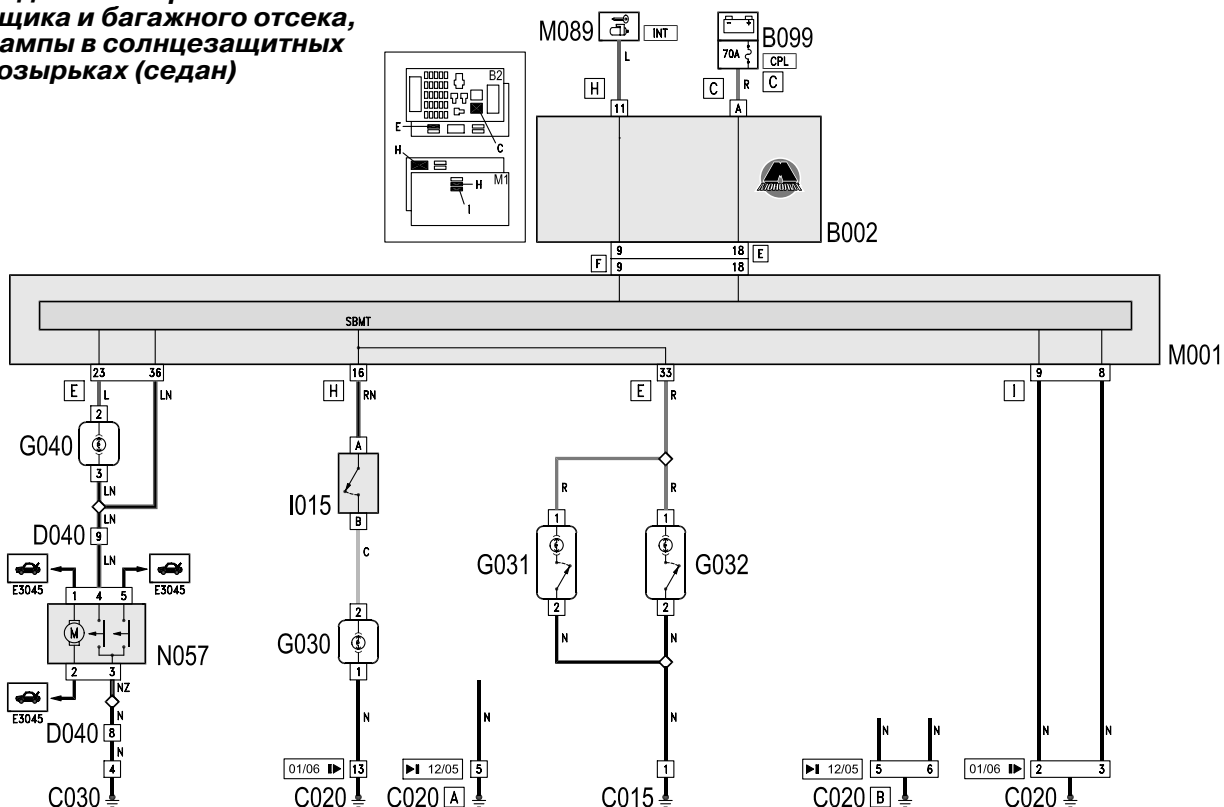 щика и багажного отсека,
ампы в солнцезащитных
озырьках (седан)
M089 INT
B099
70A CPL
L
H
C R C
11 A
B2
E
C
H
M1
H
I
B002
9 18 E
F 9 18
SBMT
M001
23 36 16 33 9 8
E L LN H RN E R I
2
G040
3
LN
LN
D040 9
LN
E3045 E3045
1 4 5
M
N057
2 3
E3045
NZ
N
D040 8
N
4
C030
A
I015
B
C
2
G030
1
N
01/06 13
C020
N
12/05 5
C020 A
R R
1 1
G031 G032
2 2
N N
N
1
C015
N N
12/05 5 6
C020 B
N N
01/06 2 3
C020